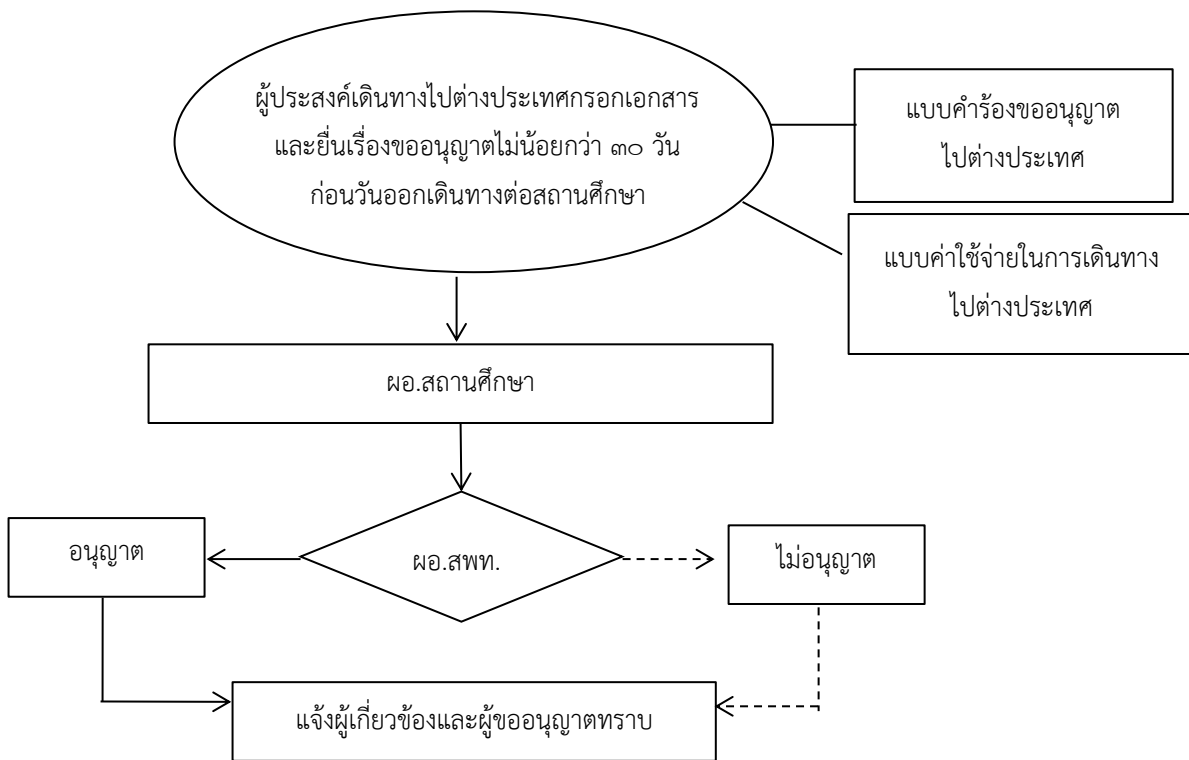 ผู้ประสงค์เดินทางไปต่างประเทศกรอกเอกสาร
และยื่นเรื่องขออนุญาตไม่น้อยกว่า ๓๐ วัน
ก่อนวันออกเดินทางต่อสถานศึกษา
แบบคำร้องขออนุญาต
ไปต่างประเทศ
แบบค่าใช้จ่ายในการเดินทาง
ไปต่างประเทศ
ผอ.สถานศึกษา
อนุญาต
ผอ.สพท.
ไม่อนุญาต
แจ้งผู้เกี่ยวข้องและผู้ขออนุญาตทราบ